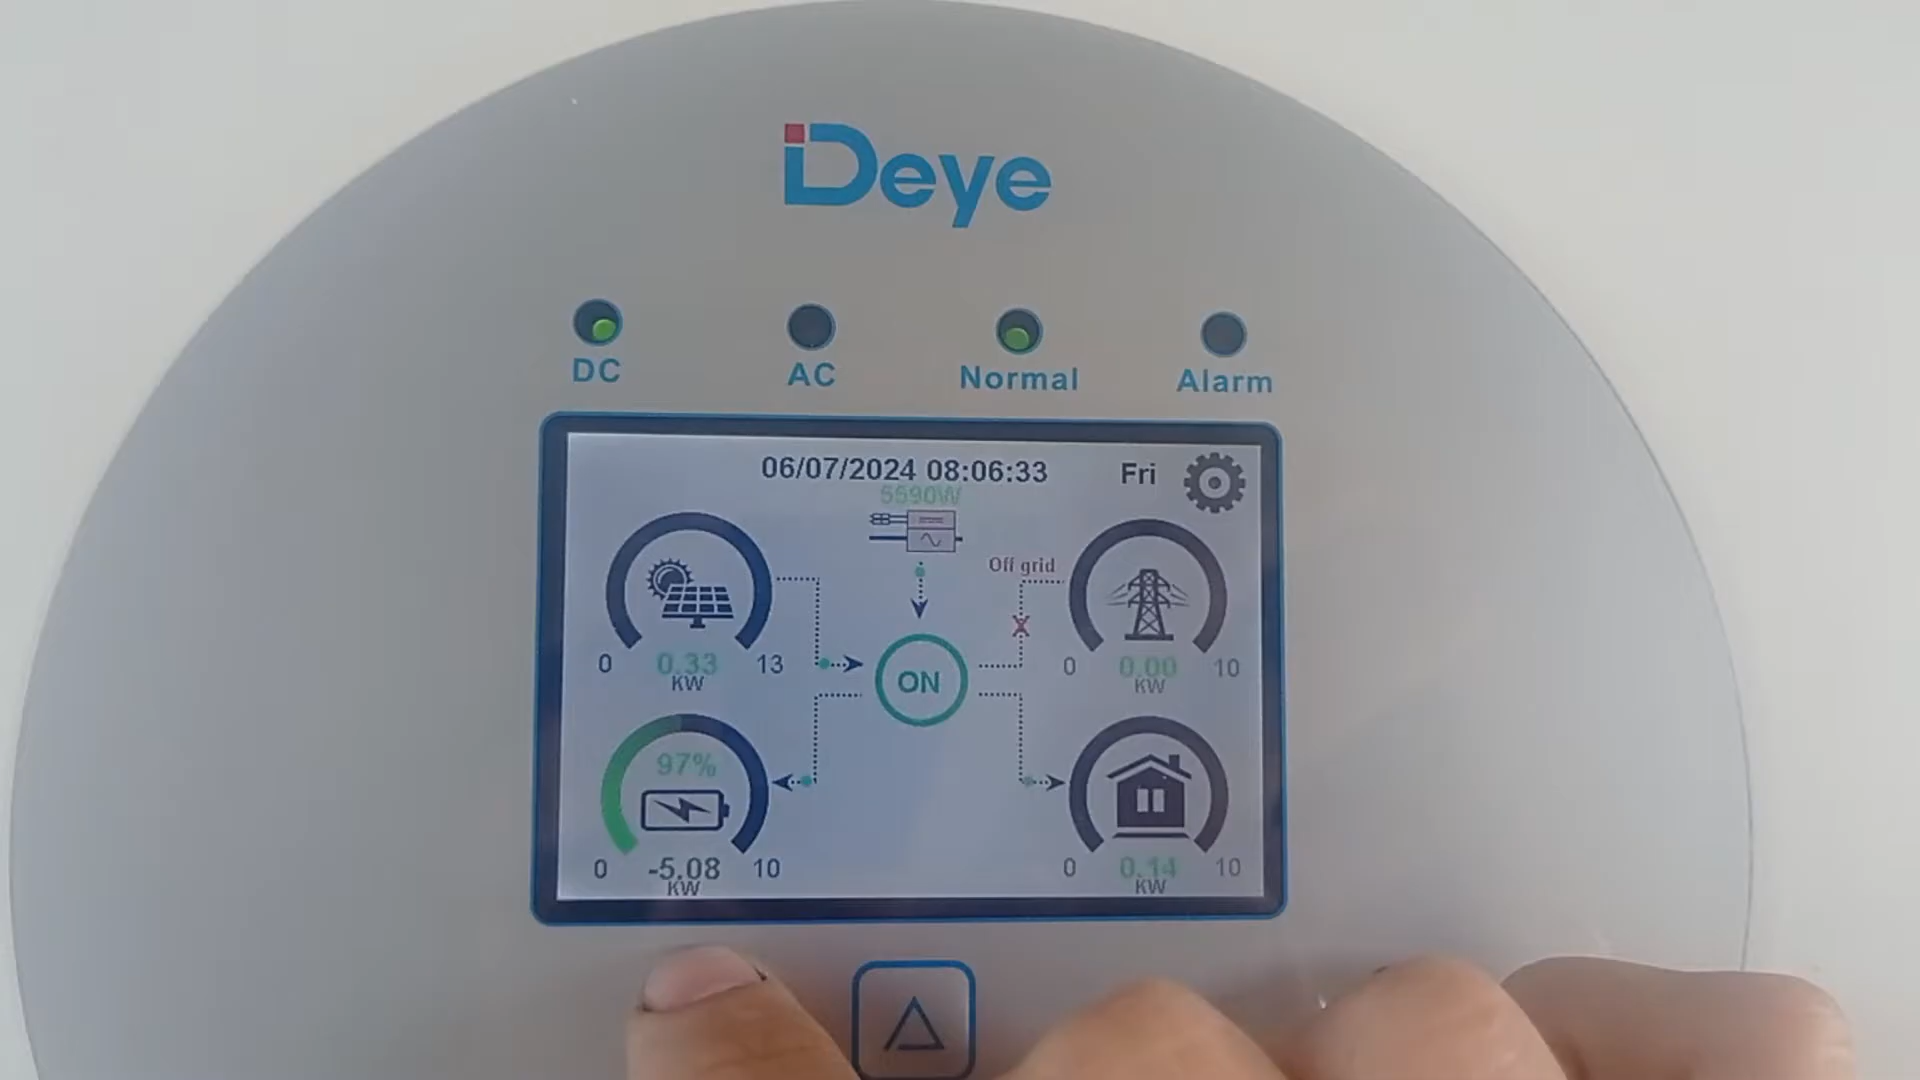 Deye
DC AC Normal Alarm
06/07/2024 08:06:33 Fri
5590W
Off grid
0 0.33 13
KW
0 0.00 10
KW
ON
97%
0 -5.08 10
KW
0 0.14 10
KW